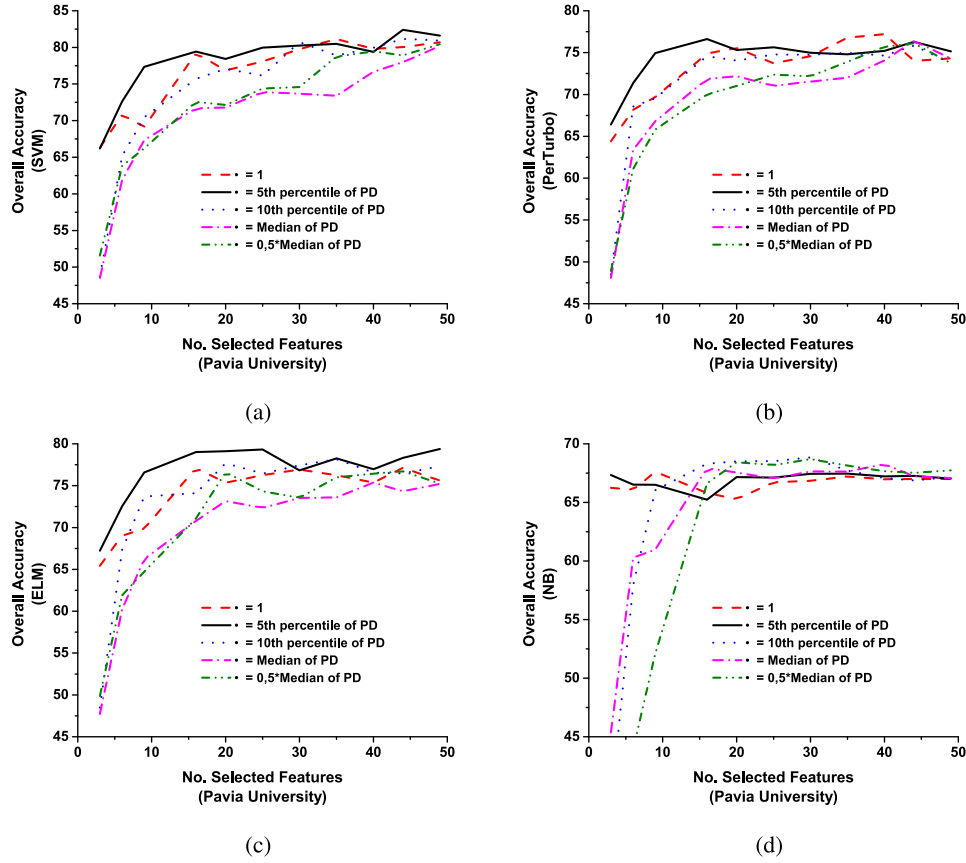 Overall Accuracy
(SVM)
85
80
75
70
65
60
55
50
45
• = 1
• = 5th percentile of PD
• = 10th percentile of PD
• = Median of PD
• = 0,5*Median of PD
0 10 20 30 40 50
No. Selected Features
(Pavia University)
(a)
Overall Accuracy
(PerTurbo)
80
75
70
65
60
55
50
45
• = 1
• = 5th percentile of PD
• = 10th percentile of PD
• = Median of PD
• = 0,5*Median of PD
0 10 20 30 40 50
No. Selected Features
(Pavia University)
(b)
Overall Accuracy
(ELM)
80
75
70
65
60
55
50
45
• = 1
• = 5th percentile of PD
• = 10th percentile of PD
• = Median of PD
• = 0,5*Median of PD
0 10 20 30 40 50
No. Selected Features
(Pavia University)
(c)
Overall Accuracy
(NB)
70
65
60
55
50
45
• = 1
• = 5th percentile of PD
• = 10th percentile of PD
• = Median of PD
• = 0,5*Median of PD
0 10 20 30 40 50
No. Selected Features
(Pavia University)
(d)